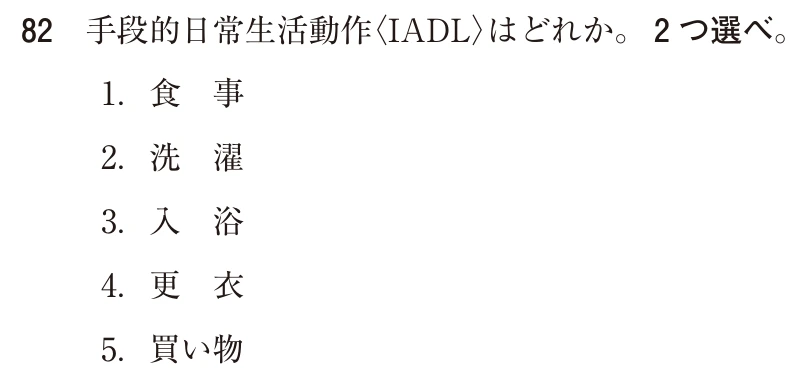 82 手段的日常生活動作〈IADL〉はどれか。2つ選べ。
1. 食 事
2. 洗 濯
3. 入 浴
4. 更 衣
5. 買い物